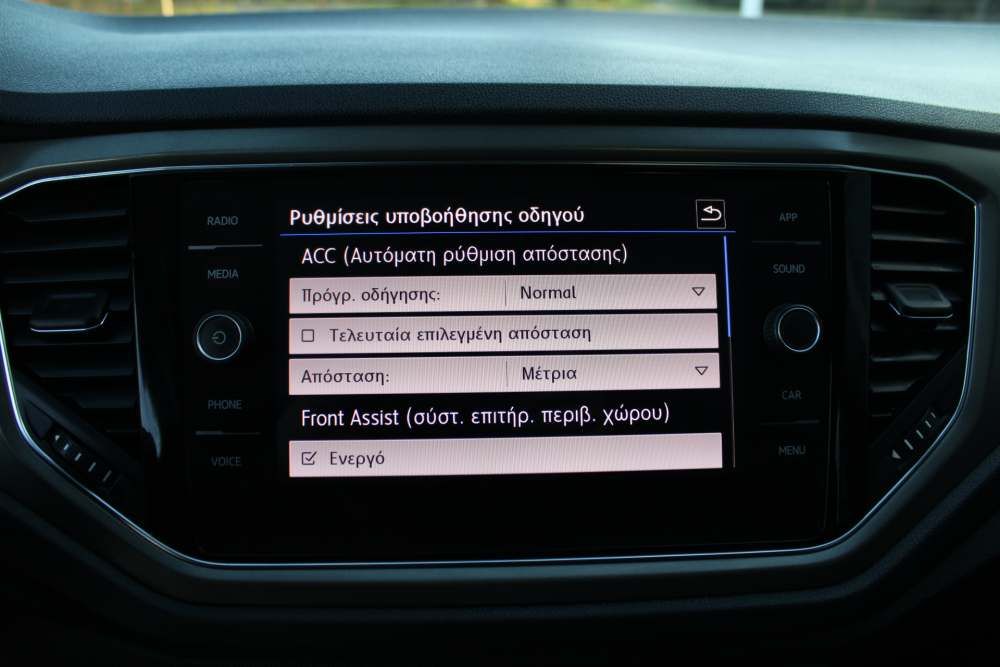 RADIO
MEDIA
PHONE
VOICE
Ρυθμίσεις υποβοήθησης οδηγού
ACC (Αυτόματη ρύθμιση απόστασης)
Πρόγρ. οδήγησης: Normal
Τελευταία επιλεγμένη απόσταση
Απόσταση: Μέτρια
Front Assist (σύστ. επιτήρ. περιβ. χώρου)
Ενεργό
APP
SOUND
CAR
MENU